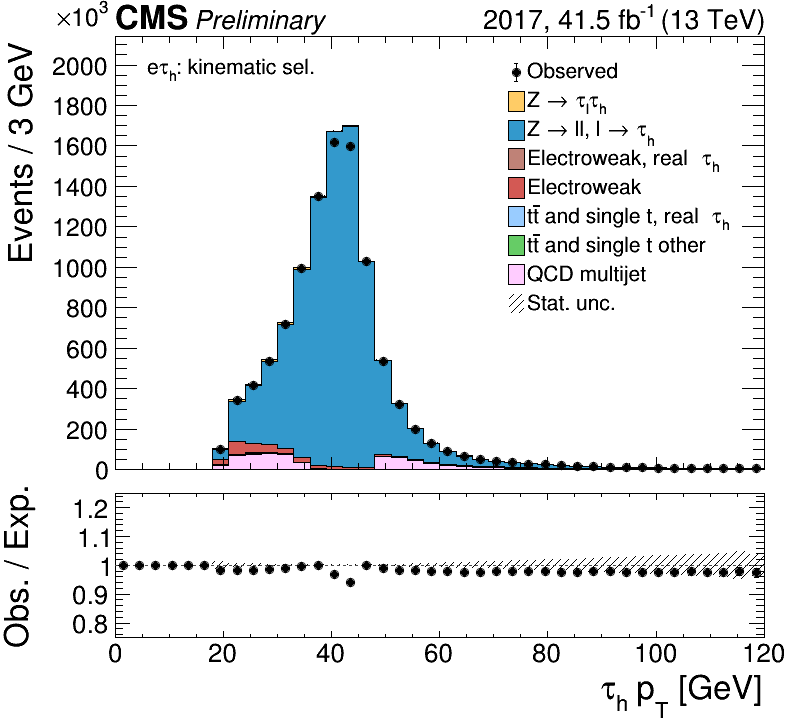 ×10³ CMS Preliminary 2017, 41.5 fb⁻¹ (13 TeV)
eτₕ: kinematic sel.
Observed
Z → τₗτₕ
Z → ll, l → τₕ
Electroweak, real τₕ
Electroweak
tt̄ and single t, real τₕ
tt̄ and single t other
QCD multijet
Stat. unc.
Events / 3 GeV
2000
1800
1600
1400
1200
1000
800
600
400
200
0
Obs. / Exp.
1.2
1.1
1
0.9
0.8
0 20 40 60 80 100 120
τₕ p_T [GeV]